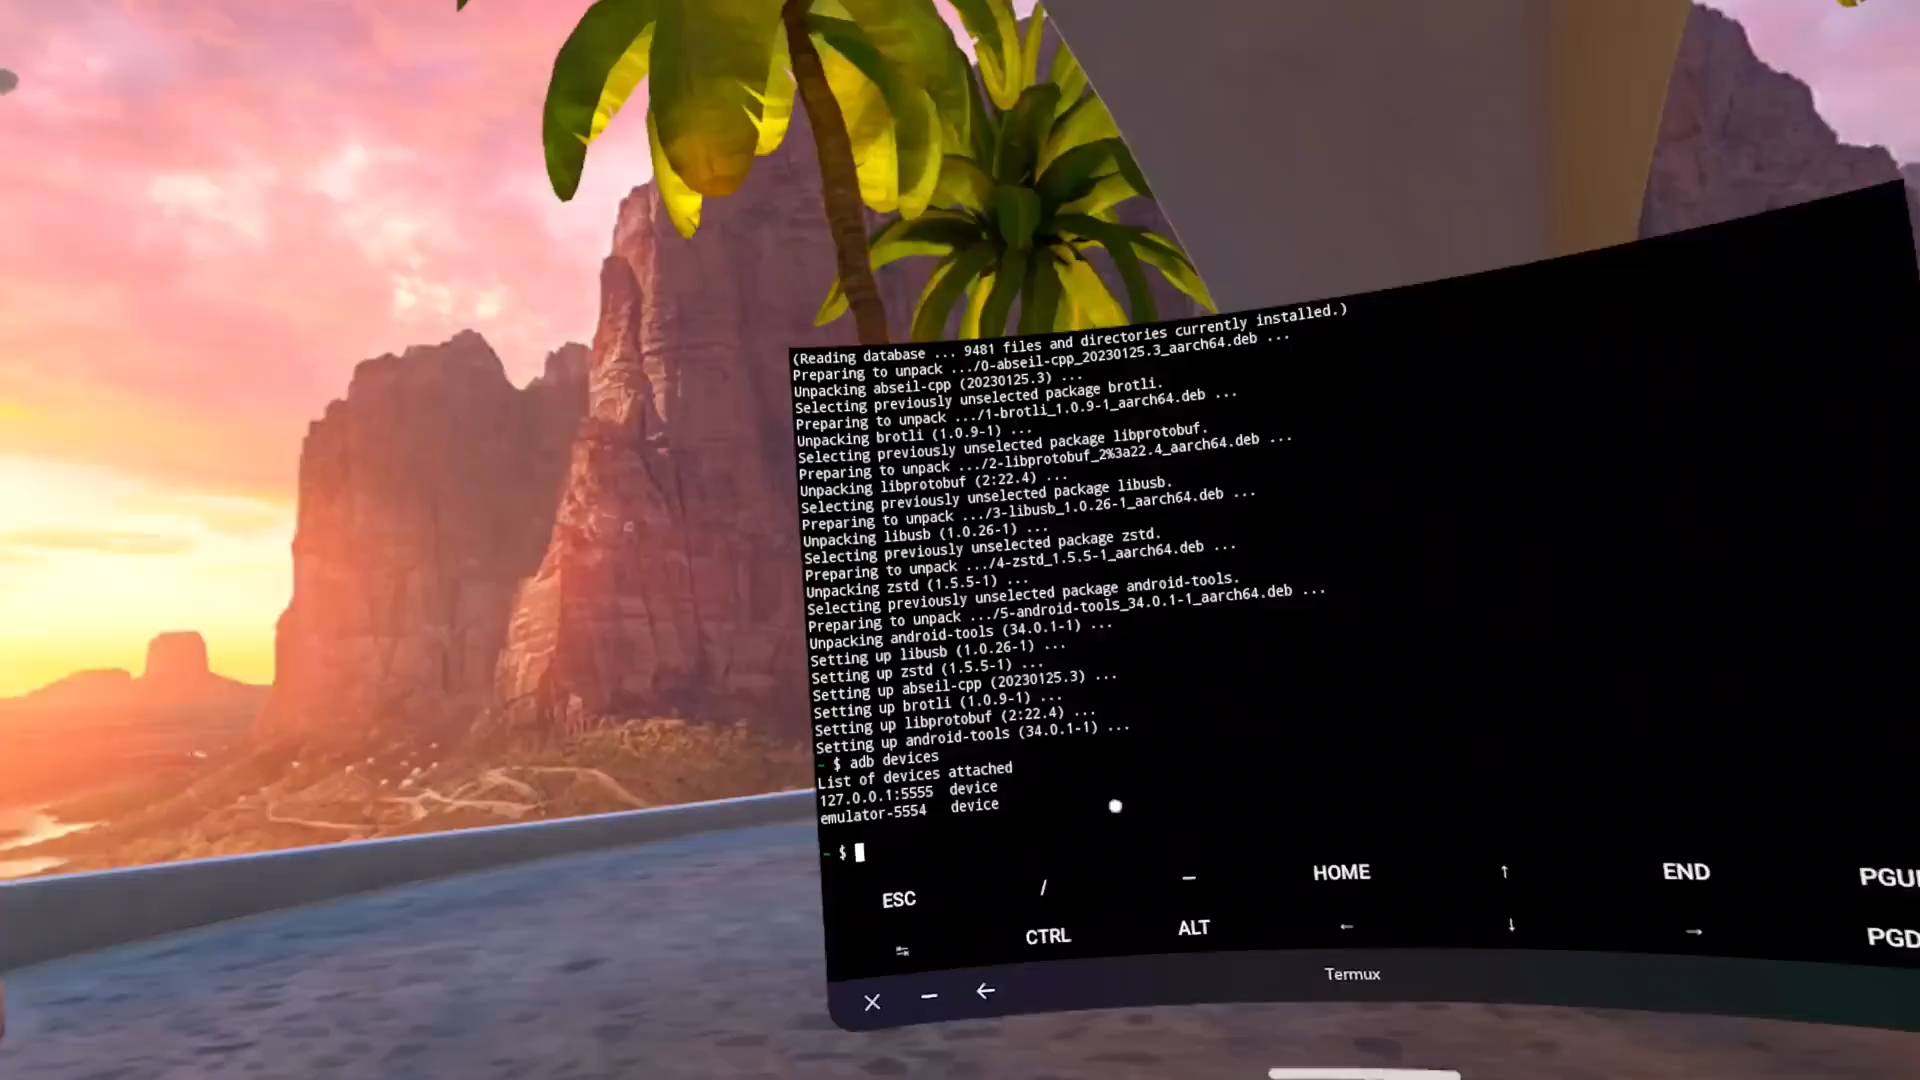 (Reading database ... 9481 files and directories currently installed.)
Preparing to unpack .../0-abseil-cpp_20230125.3_aarch64.deb ...
Unpacking abseil-cpp (20230125.3) ...
Selecting previously unselected package brotli.
Preparing to unpack .../1-brotli_1.0.9-1_aarch64.deb ...
Unpacking brotli (1.0.9-1) ...
Selecting previously unselected package libprotobuf.
Preparing to unpack .../2-libprotobuf_2%3a22.4_aarch64.deb ...
Unpacking libprotobuf (2:22.4) ...
Selecting previously unselected package libusb.
Preparing to unpack .../3-libusb_1.0.26-1_aarch64.deb ...
Unpacking libusb (1.0.26-1) ...
Selecting previously unselected package zstd.
Preparing to unpack .../4-zstd_1.5.5-1_aarch64.deb ...
Unpacking zstd (1.5.5-1) ...
Selecting previously unselected package android-tools.
Preparing to unpack .../5-android-tools_34.0.1-1_aarch64.deb ...
Unpacking android-tools (34.0.1-1) ...
Setting up libusb (1.0.26-1) ...
Setting up zstd (1.5.5-1) ...
Setting up abseil-cpp (20230125.3) ...
Setting up brotli (1.0.9-1) ...
Setting up libprotobuf (2:22.4) ...
Setting up android-tools (34.0.1-1) ...
~ $ adb devices
List of devices attached
127.0.0.1:5555 device
emulator-5554 device
~ $
ESC / — HOME ↑ END PGU
↹ CTRL ALT ← ↓ → PGD
Termux